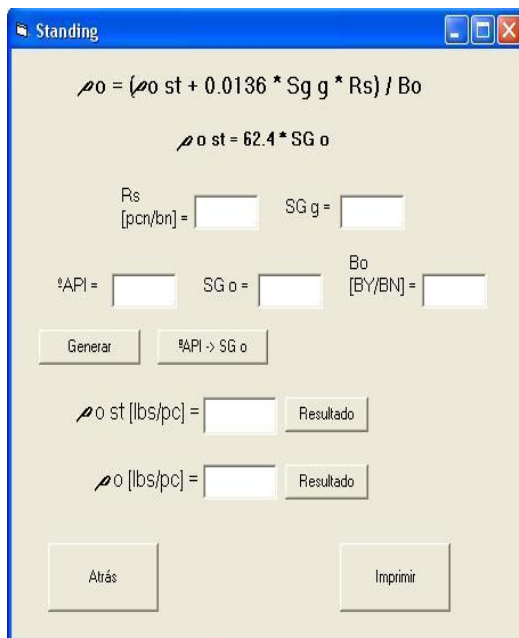 Standing
𝜌o = (𝜌o st + 0.0136 * Sg g * Rs) / Bo
𝜌o st = 62.4 * SG o
Rs
[pcn/bn] =
SG g =
ºAPI =
SG o =
Bo
[BY/BN] =
Generar
ºAPI -> SG o
𝜌o st [lbs/pc] =
Resultado
𝜌o [lbs/pc] =
Resultado
Atrás
Imprimir